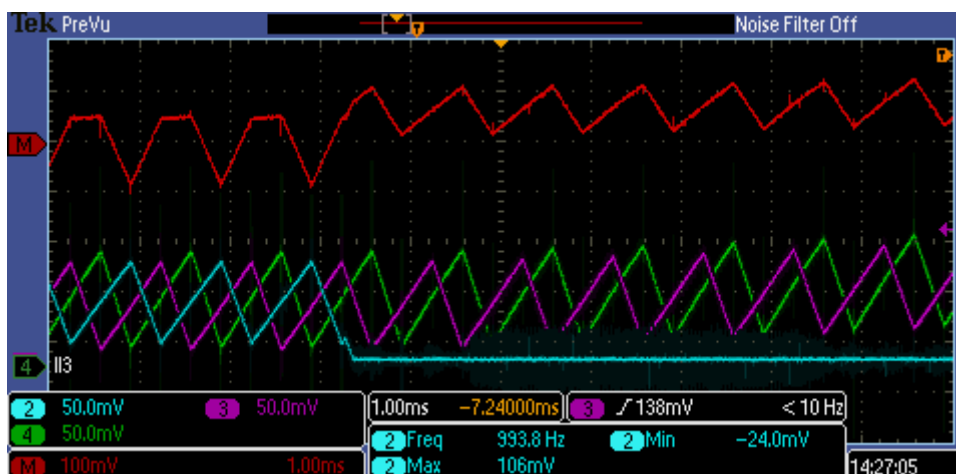 Tek PreVu Noise Filter Off
T
T
M
4 II3
2 50.0mV 3 50.0mV
4 50.0mV
M 100mV 1.00ms
1.00ms -7.24000ms
3 138mV < 10 Hz
2 Freq 993.8 Hz 2 Min -24.0mV
2 Max 106mV
14:27:05